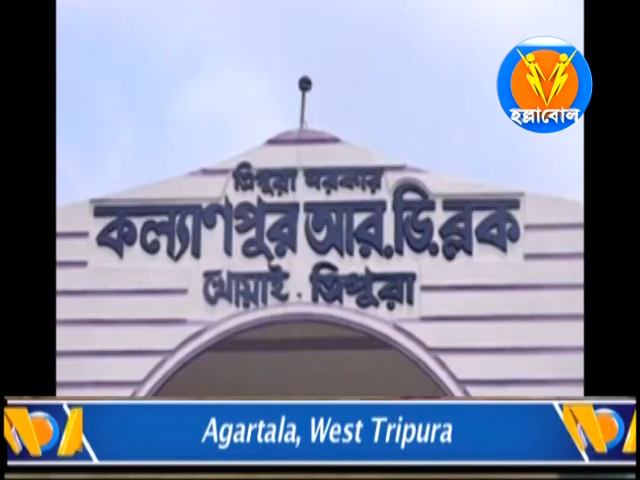 হল্লাবোল
ত্রিপুরা সরকার
কল্যাণপুর আর.ডি.ব্লক
খোয়াই . ত্রিপুরা
Agartala, West Tripura